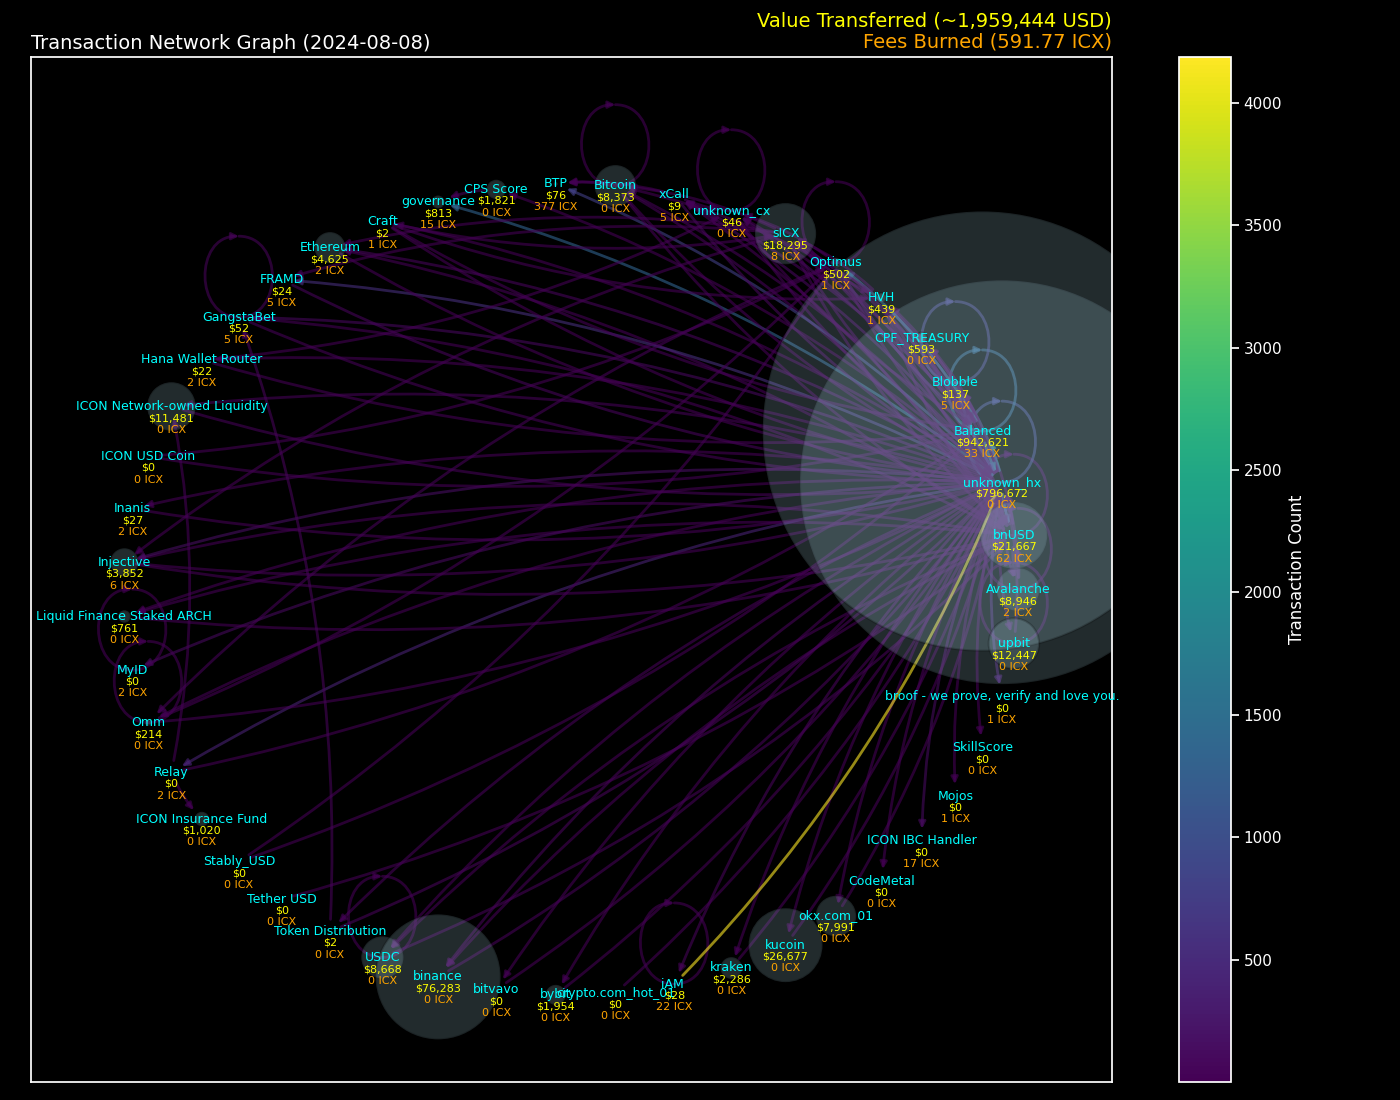 Value Transferred (~1,959,444 USD)
Transaction Network Graph (2024-08-08)
Fees Burned (591.77 ICX)
BTP
$76
377 ICX
Bitcoin
$8,373
0 ICX
CPS Score
$1,821
0 ICX
xCall
$9
5 ICX
governance
$813
15 ICX
unknown_cx
$46
0 ICX
Craft
$2
1 ICX
sICX
$18,295
8 ICX
Ethereum
$4,625
2 ICX
Optimus
$502
1 ICX
FRAMD
$24
5 ICX
HVH
$439
1 ICX
GangstaBet
$52
5 ICX
CPF_TREASURY
$593
0 ICX
Hana Wallet Router
$22
2 ICX
Blobble
$137
5 ICX
ICON Network-owned Liquidity
$11,481
0 ICX
Balanced
$942,621
33 ICX
ICON USD Coin
$0
0 ICX
unknown_hx
$796,672
0 ICX
Inanis
$27
2 ICX
bnUSD
$21,667
62 ICX
Injective
$3,852
6 ICX
Avalanche
$8,946
2 ICX
Liquid Finance Staked ARCH
$761
0 ICX
upbit
$12,447
0 ICX
MyID
$0
2 ICX
broof - we prove, verify and love you.
$0
1 ICX
Omm
$214
0 ICX
SkillScore
$0
0 ICX
Relay
$0
2 ICX
Mojos
$0
1 ICX
ICON Insurance Fund
$1,020
0 ICX
ICON IBC Handler
$0
17 ICX
Stably_USD
$0
0 ICX
CodeMetal
$0
0 ICX
Tether USD
$0
0 ICX
okx.com_01
$7,991
0 ICX
Token Distribution
$2
0 ICX
kucoin
$26,677
0 ICX
USDC
$8,668
0 ICX
kraken
$2,286
0 ICX
binance
$76,283
0 ICX
jAM
$28
22 ICX
bitvavo
$0
0 ICX
bybit
$1,954
0 ICX
crypto.com_hot_01
$0
0 ICX
4000
3500
3000
2500
2000
1500
1000
500
Transaction Count